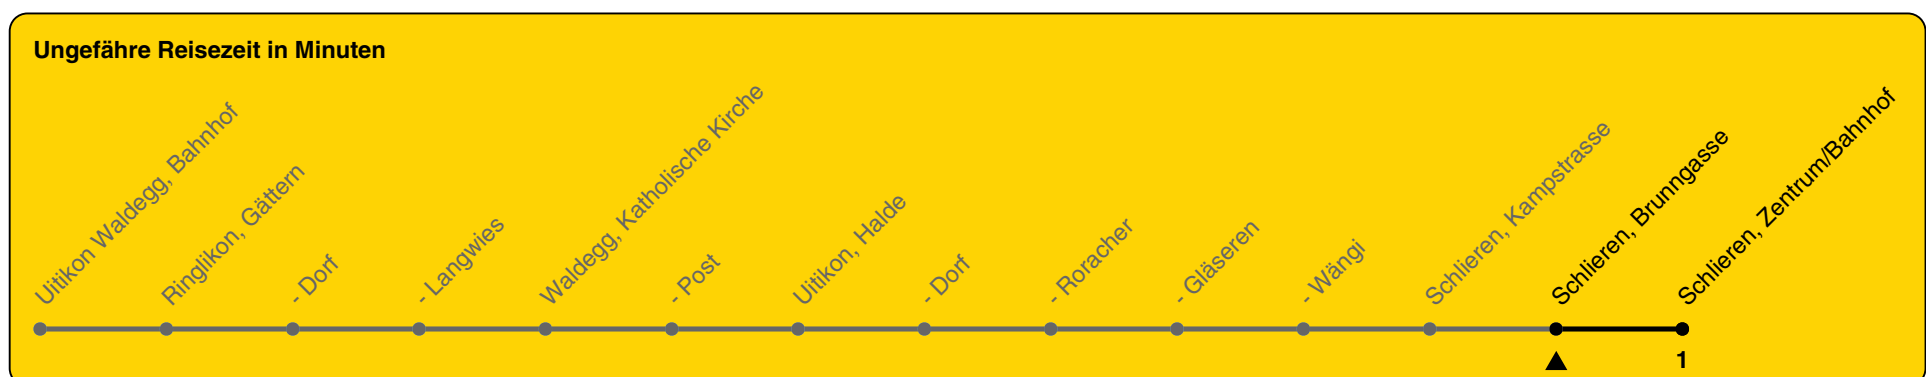 Ungefähre Reisezeit in Minuten
Uitikon Waldegg, Bahnhof
Ringlikon, Gättern
- Dorf
- Langwies
Waldegg, Katholische Kirche
- Post
Uitikon, Halde
- Dorf
- Roracher
- Gläseren
- Wängi
Schlieren, Kampstrasse
Schlieren, Brunngasse
Schlieren, Zentrum/Bahnhof
1